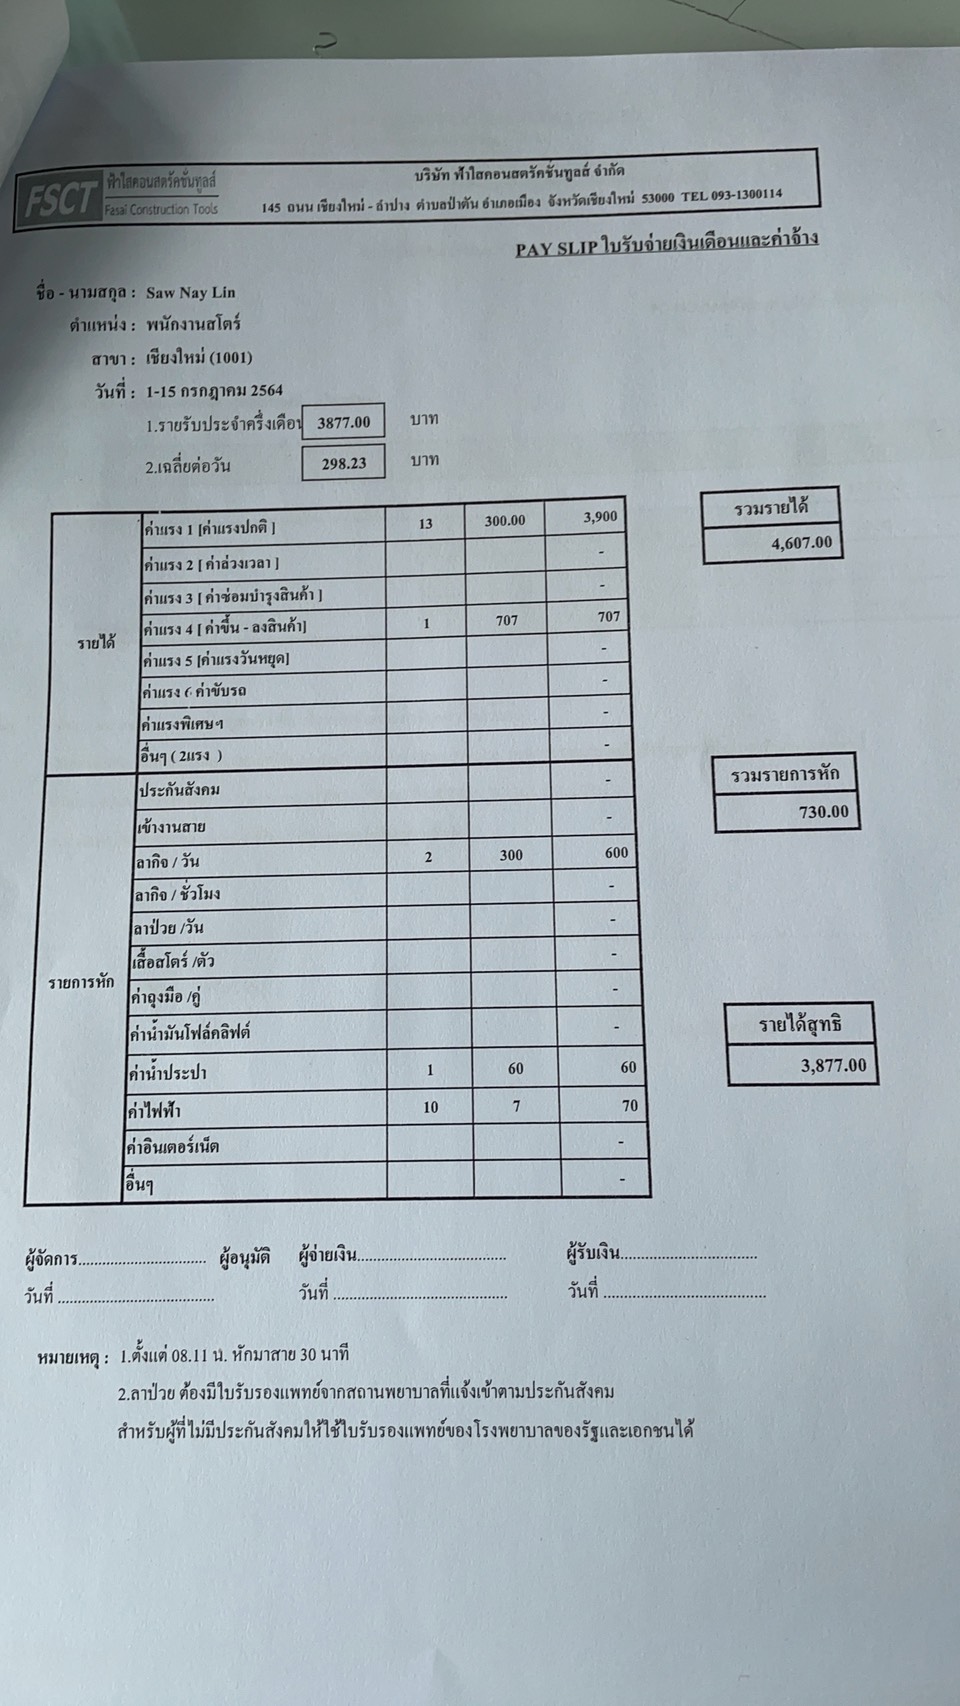 FSCT
ฟ้าใสคอนสตรัคชั่นทูลส์
Fasai Construction Tools
บริษัท ฟ้าใสคอนสตรัคชั่นทูลส์ จำกัด
145 ถนน เชียงใหม่ - ลำปาง ตำบลป่าตัน อำเภอเมือง จังหวัดเชียงใหม่ 53000 TEL 093-1300114
PAY SLIP ใบรับจ่ายเงินเดือนและค่าจ้าง
ชื่อ - นามสกุล : Saw Nay Lin
ตำแหน่ง : พนักงานสโตร์
สาขา : เชียงใหม่ (1001)
วันที่ : 1-15 กรกฎาคม 2564
1.รายรับประจำครึ่งเดือน 3877.00 บาท
2.เฉลี่ยต่อวัน 298.23 บาท
รายได้
ค่าแรง 1 [ค่าแรงปกติ ] 13 300.00 3,900
ค่าแรง 2 [ ค่าล่วงเวลา ] -
ค่าแรง 3 [ ค่าซ่อมบำรุงสินค้า ] -
ค่าแรง 4 [ ค่าขึ้น - ลงสินค้า] 1 707 707
ค่าแรง 5 [ค่าแรงวันหยุด] -
ค่าแรง 6 ค่าขับรถ -
ค่าแรงพิเศษฯ -
อื่นๆ ( 2แรง ) -
รวมรายได้
4,607.00
รายการหัก
ประกันสังคม -
เข้างานสาย -
ลากิจ / วัน 2 300 600
ลากิจ / ชั่วโมง -
ลาป่วย /วัน -
เสื้อสโตร์ /ตัว -
ค่าถุงมือ /คู่ -
ค่าน้ำมันโฟล์คลิฟต์ -
ค่าน้ำประปา 1 60 60
ค่าไฟฟ้า 10 7 70
ค่าอินเตอร์เน็ต -
อื่นๆ -
รวมรายการหัก
730.00
รายได้สุทธิ
3,877.00
ผู้จัดการ............................... ผู้อนุมัติ ผู้จ่ายเงิน.................................... ผู้รับเงิน.................................
วันที่ ...................................... วันที่ .......................................... วันที่ .......................................
หมายเหตุ : 1.ตั้งแต่ 08.11 น. หักมาสาย 30 นาที
2.ลาป่วย ต้องมีใบรับรองแพทย์จากสถานพยาบาลที่แจ้งเข้าตามประกันสังคม
สำหรับผู้ที่ไม่มีประกันสังคมให้ใช้ใบรับรองแพทย์ของโรงพยาบาลของรัฐและเอกชนได้